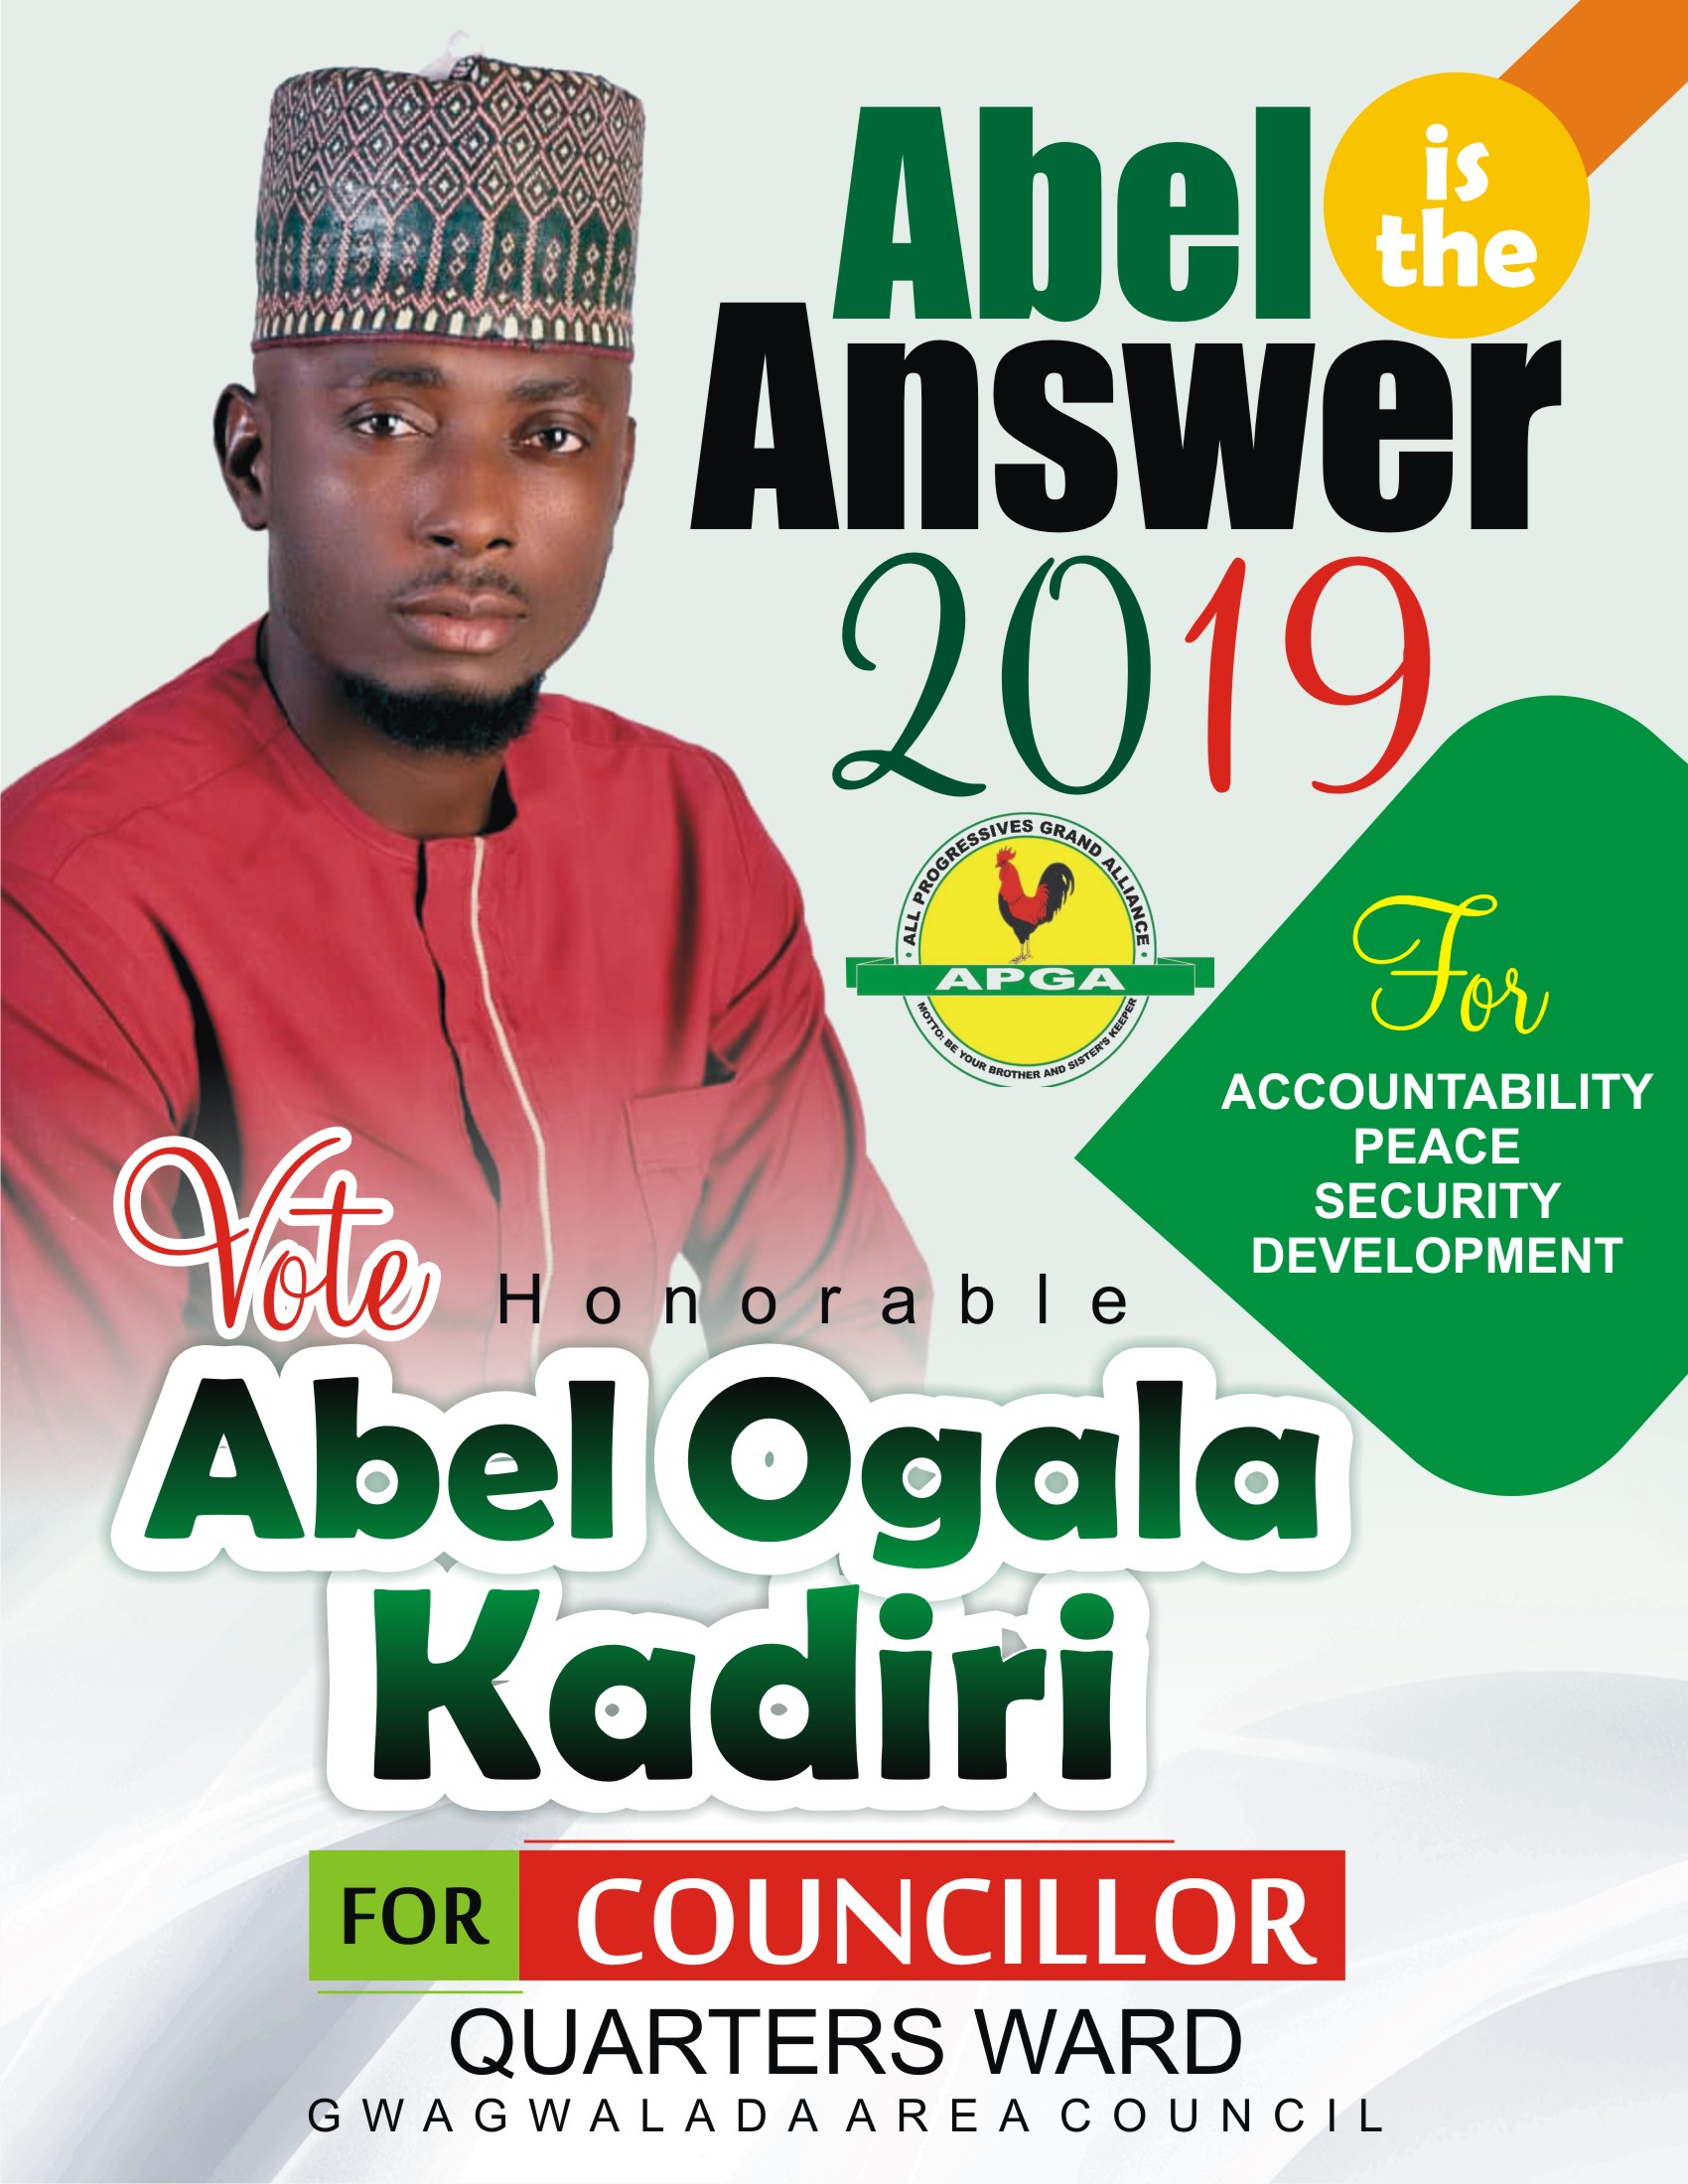 Abel is the
Answer
2019
ALL PROGRESSIVES GRAND ALLIANCE
APGA
MOTTO: BE YOUR BROTHER AND SISTER'S KEEPER
For
ACCOUNTABILITY
PEACE
SECURITY
DEVELOPMENT
Vote Honorable
Abel Ogala
Kadiri
FOR COUNCILLOR
QUARTERS WARD
GWAGWALADA AREA COUNCIL